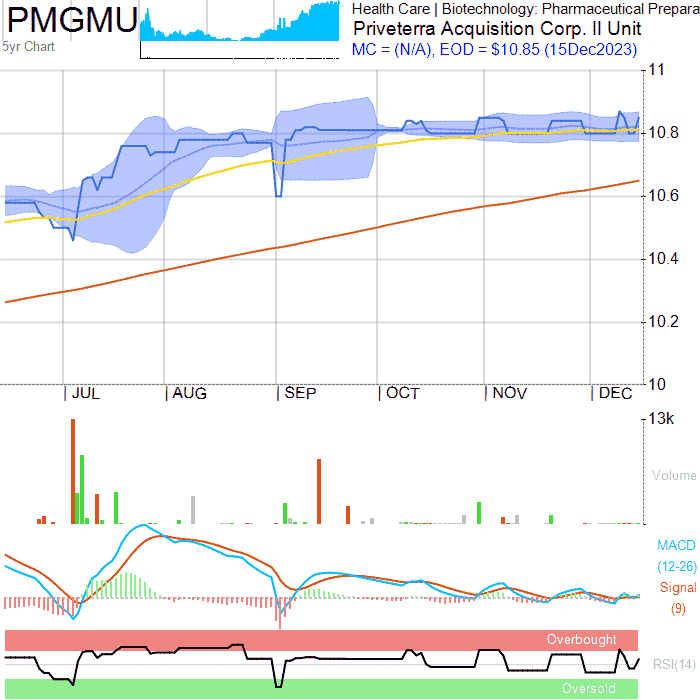 PMGMU
5yr Chart
Health Care | Biotechnology: Pharmaceutical Prepara
Priveterra Acquisition Corp. II Unit
MC = (N/A), EOD = $10.85 (15Dec2023)
11
10.8
10.6
10.4
10.2
10
JUL AUG SEP OCT NOV DEC
13k
Volume
MACD
(12-26)
Signal
(9)
Overbought
RSI(14)
Oversold